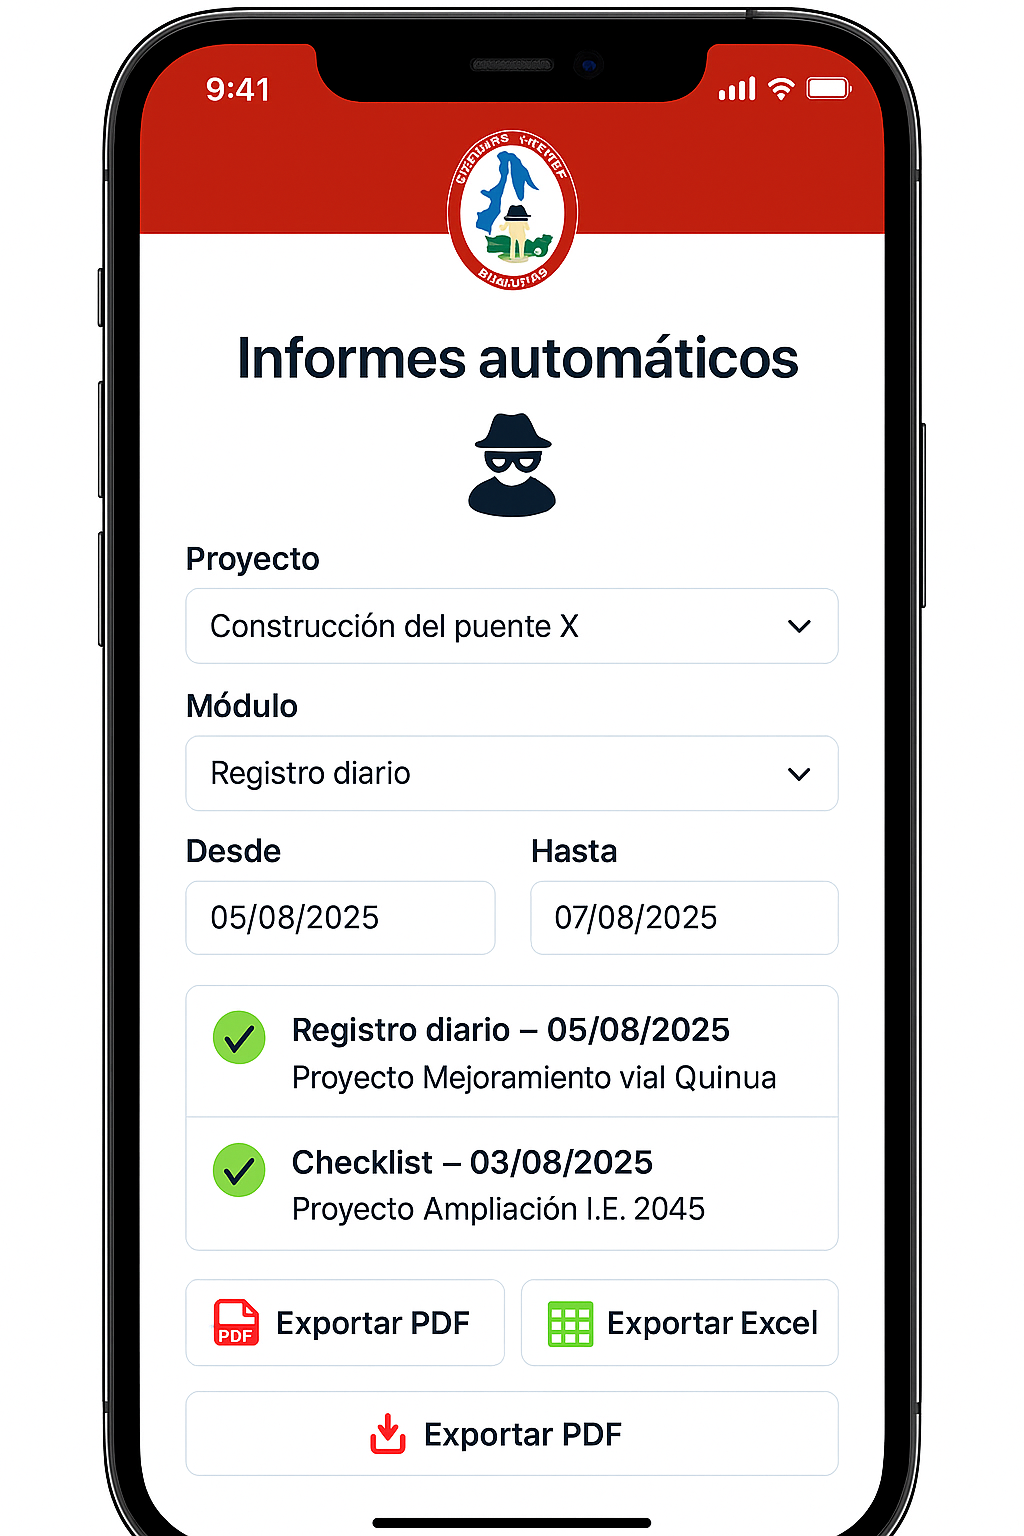 9:41
Informes automáticos
Proyecto
Construcción del puente X
Módulo
Registro diario
Desde
Hasta
05/08/2025
07/08/2025
Registro diario – 05/08/2025
Proyecto Mejoramiento vial Quinua
Checklist – 03/08/2025
Proyecto Ampliación I.E. 2045
PDF
Exportar PDF
Exportar Excel
Exportar PDF